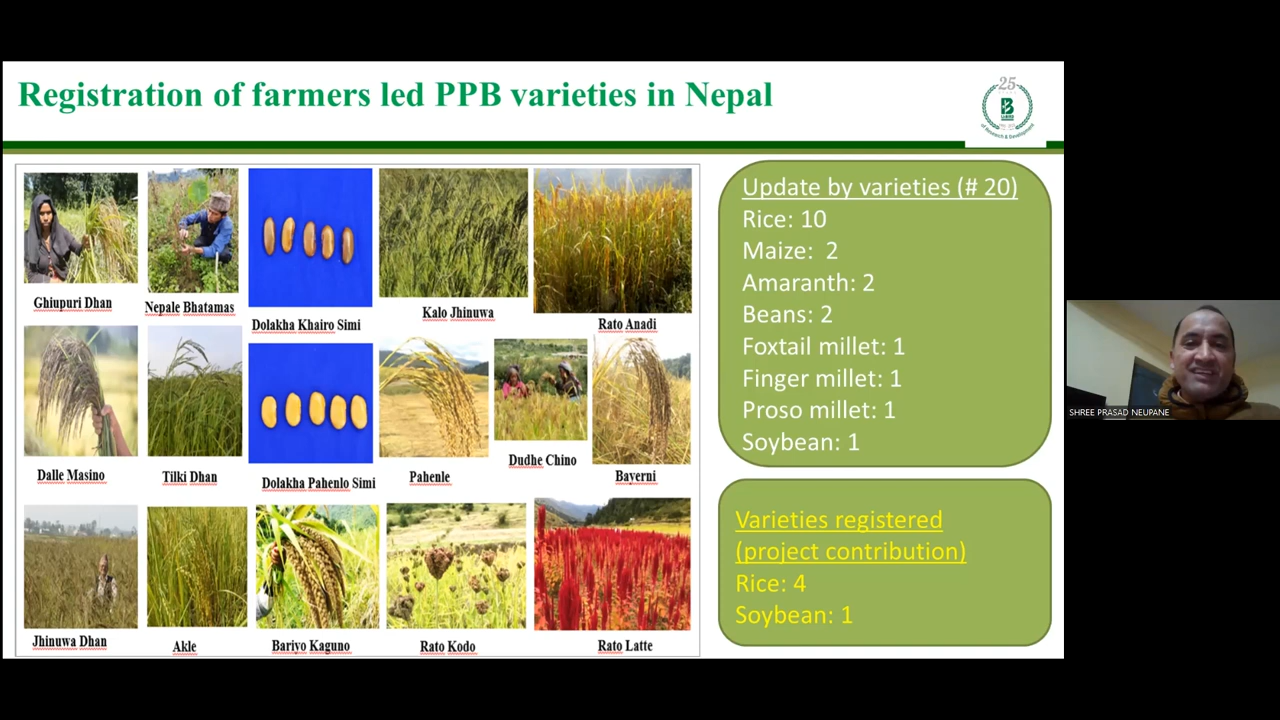 Registration of farmers led PPB varieties in Nepal
25
Ghiupuri Dhan
Nepale Bhatamas
Dolakha Khairo Simi
Kalo Jhinuwa
Rato Anadi
Dalle Masino
Tilki Dhan
Dolakha Pahenlo Simi
Pahenle
Dudhe Chino
Bayerni
Jhinuwa Dhan
Akle
Bariyo Kaguno
Rato Kodo
Rato Latte
Update by varieties (# 20)
Rice: 10
Maize: 2
Amaranth: 2
Beans: 2
Foxtail millet: 1
Finger millet: 1
Proso millet: 1
Soybean: 1
Varieties registered
(project contribution)
Rice: 4
Soybean: 1
SHREE PRASAD NEUPANE